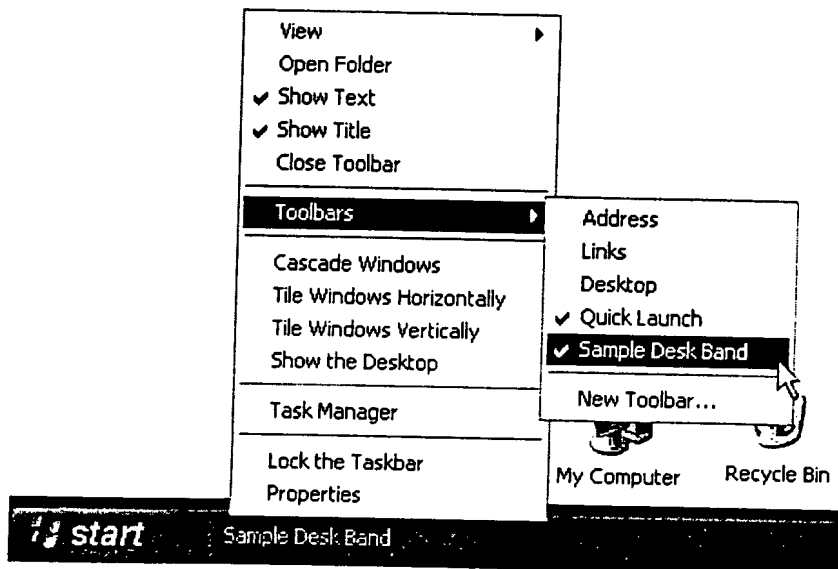 View
Open Folder
Show Text
Show Title
Close Toolbar
Toolbars
Cascade Windows
Tile Windows Horizontally
Tile Windows Vertically
Show the Desktop
Task Manager
Lock the Taskbar
Properties
Address
Links
Desktop
Quick Launch
Sample Desk Band
New Toolbar...
My Computer
Recycle Bin
start
Sample Desk Band